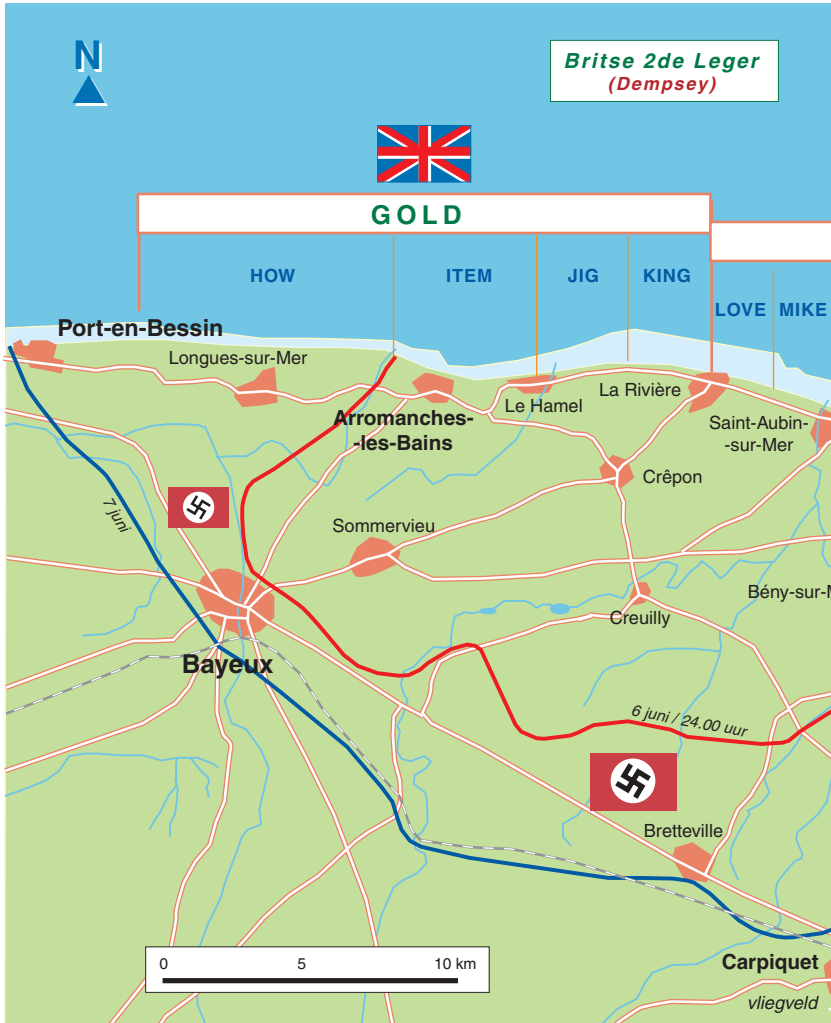 N
Britse 2de Leger
(Dempsey)
GOLD
HOW
ITEM
JIG
KING
LOVE
MIKE
Port-en-Bessin
Longues-sur-Mer
Arromanches-
-les-Bains
Le Hamel
La Rivière
Saint-Aubin-
-sur-Mer
Crêpon
7 juni
Sommervieu
Bény-sur-M
Creuilly
Bayeux
6 juni / 24.00 uur
Bretteville
0 5 10 km
Carpiquet
vliegveld